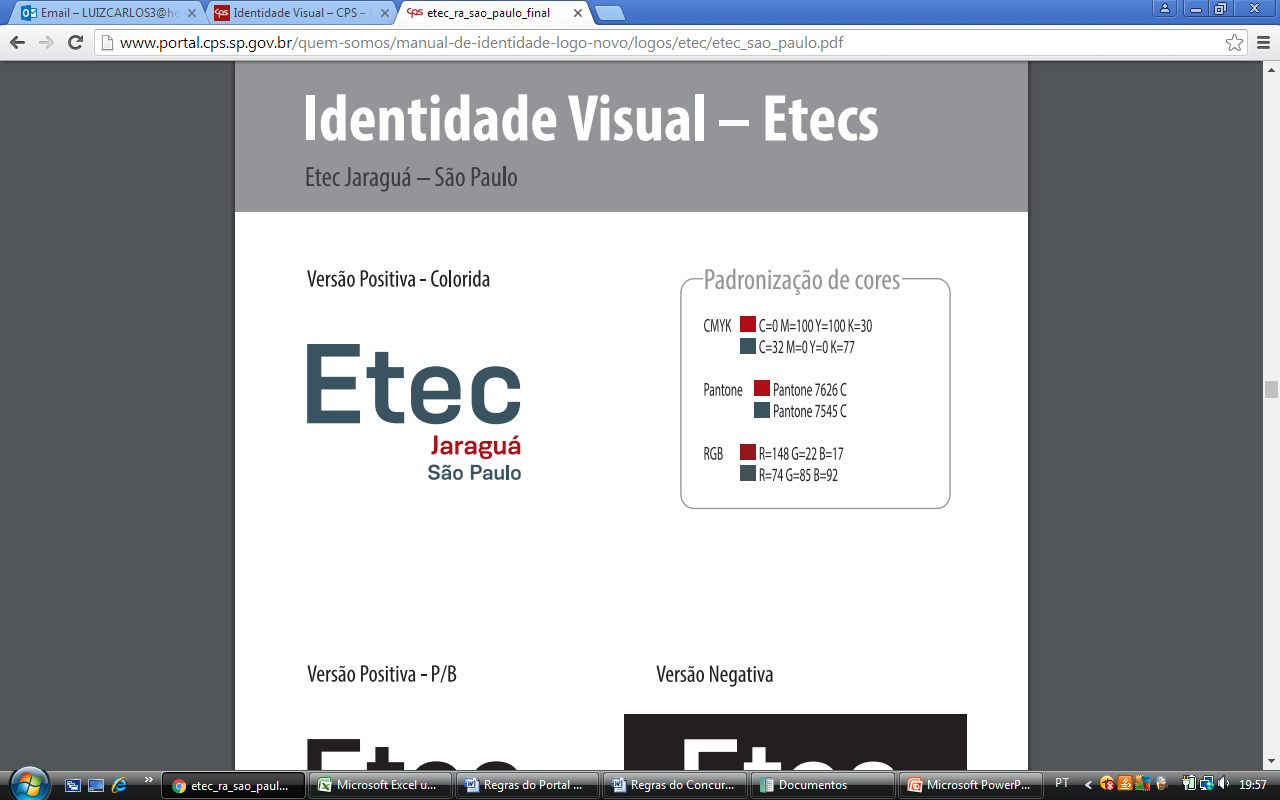 Email – LUIZCARLOS3@ho
Identidade Visual – CPS –
cps etec_ra_sao_paulo_final
www.portal.cps.sp.gov.br/quem-somos/manual-de-identidade-logo-novo/logos/etec/etec_sao_paulo.pdf
Identidade Visual – Etecs
Etec Jaraguá – São Paulo
Versão Positiva - Colorida
Etec
Jaraguá
São Paulo
Padronização de cores
CMYK C=0 M=100 Y=100 K=30
C=32 M=0 Y=0 K=77
Pantone Pantone 7626 C
Pantone 7545 C
RGB R=148 G=22 B=17
R=74 G=85 B=92
Versão Positiva - P/B
Versão Negativa
Etec
Etec
etec_ra_sao_paul...
Microsoft Excel u...
Regras do Portal ...
Regras do Concur...
Documentos
Microsoft PowerP...
PT
19:57